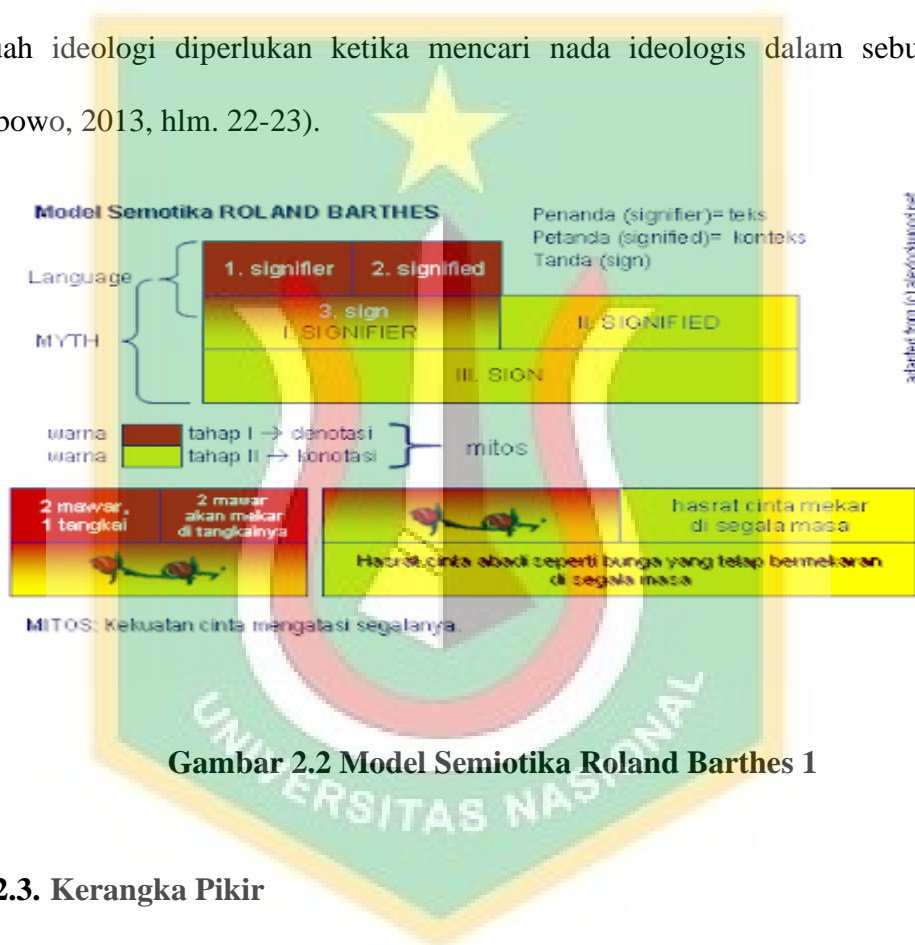 uah ideologi diperlukan ketika mencari nada ideologis dalam sebu
bowo, 2013, hlm. 22-23).
Model Semotika ROLAND BARTHES
Penanda (signifier)= teks
Petanda (signified)= konteks
Tanda (sign)
Language
1. signifier
2. signified
MYTH
3. sign
I. SIGNIFIER
II. SIGNIFIED
III. SIGN
warna tahap I → denotasi
warna tahap II → konotasi
mitos
2 mawar,
1 tangkai
2 mawar
akan mekar
di tangkainya
hasrat cinta mekar
di segala masa
Hasrat cinta abadi seperti bunga yang tetap bermekaran
di segala masa
MITOS: Kekuatan cinta mengatasi segalanya.
adapted from (c)
UNIVERSITAS NASIONAL
Gambar 2.2 Model Semiotika Roland Barthes 1
2.3. Kerangka Pikir